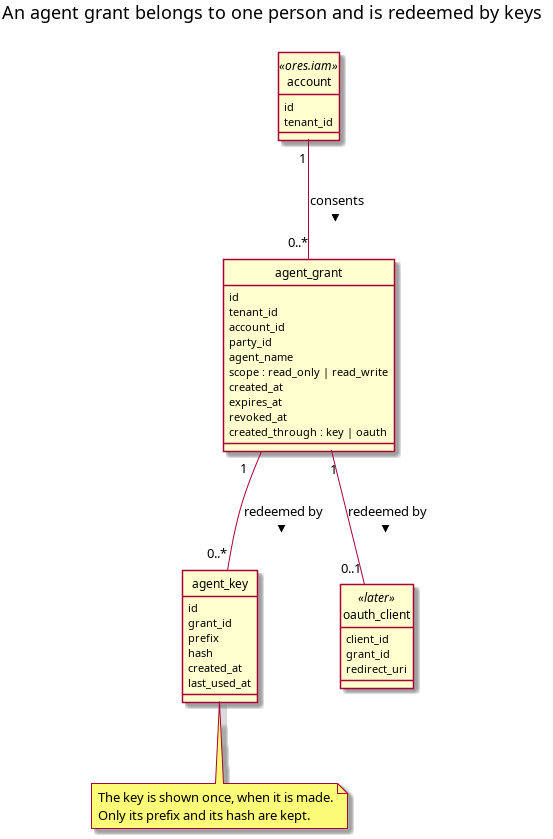 An agent grant belongs to one person and is redeemed by keys
«ores.iam»
account
id
tenant_id
1
consents
▼
0..*
agent_grant
id
tenant_id
account_id
party_id
agent_name
scope : read_only | read_write
created_at
expires_at
revoked_at
created_through : key | oauth
1
1
redeemed by
▼
redeemed by
▼
0..*
0..1
agent_key
id
grant_id
prefix
hash
created_at
last_used_at
«later»
oauth_client
client_id
grant_id
redirect_uri
The key is shown once, when it is made.
Only its prefix and its hash are kept.